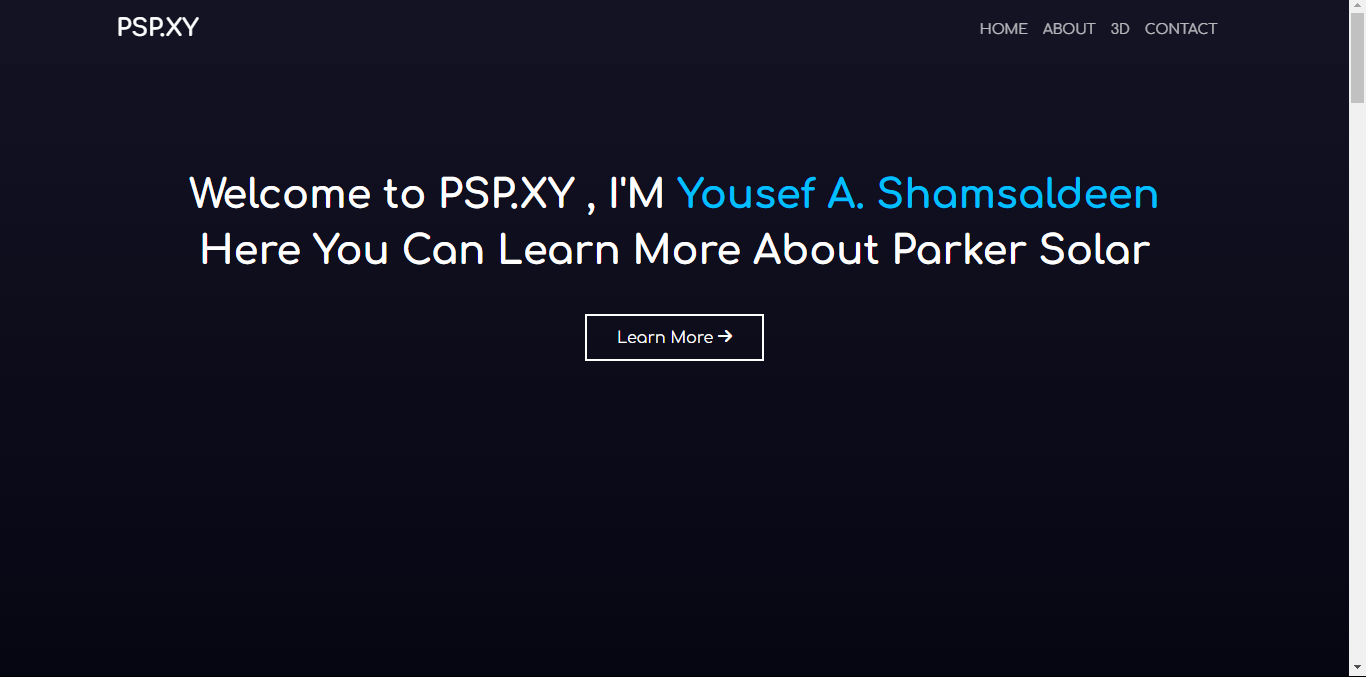 PSP.XY
HOME ABOUT 3D CONTACT
Welcome to PSP.XY , I'M Yousef A. Shamsaldeen
Here You Can Learn More About Parker Solar
Learn More